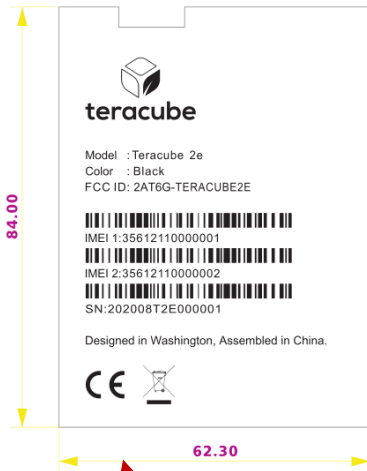 teracube
Model : Teracube 2e
Color : Black
FCC ID: 2AT6G-TERACUBE2E
IMEI 1:35612110000001
IMEI 2:35612110000002
SN:202008T2E000001
Designed in Washington, Assembled in China.
CE
84.00
62.30